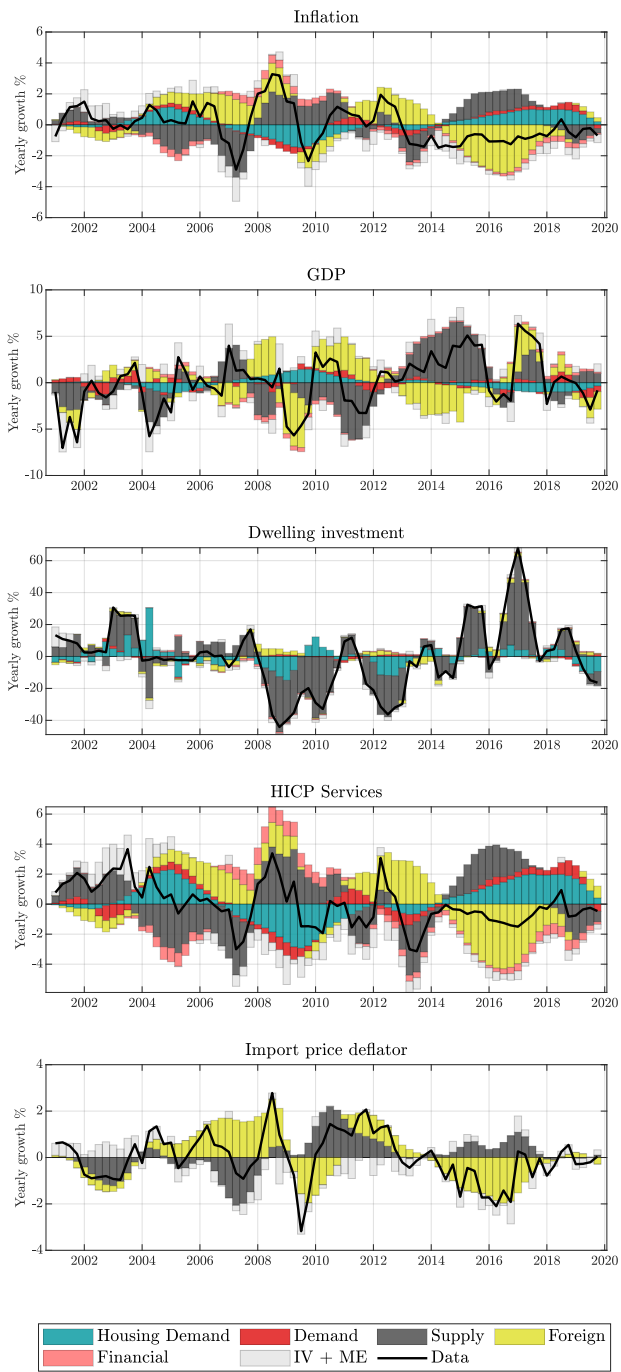 Inflation
Yearly growth %
6
4
2
0
-2
-4
-6
2002 2004 2006 2008 2010 2012 2014 2016 2018 2020
GDP
Yearly growth %
10
5
0
-5
-10
2002 2004 2006 2008 2010 2012 2014 2016 2018 2020
Dwelling investment
Yearly growth %
60
40
20
0
-20
-40
2002 2004 2006 2008 2010 2012 2014 2016 2018 2020
HICP Services
Yearly growth %
6
4
2
0
-2
-4
2002 2004 2006 2008 2010 2012 2014 2016 2018 2020
Import price deflator
Yearly growth %
4
2
0
-2
-4
2002 2004 2006 2008 2010 2012 2014 2016 2018 2020
Housing Demand Demand Supply Foreign
Financial IV + ME Data